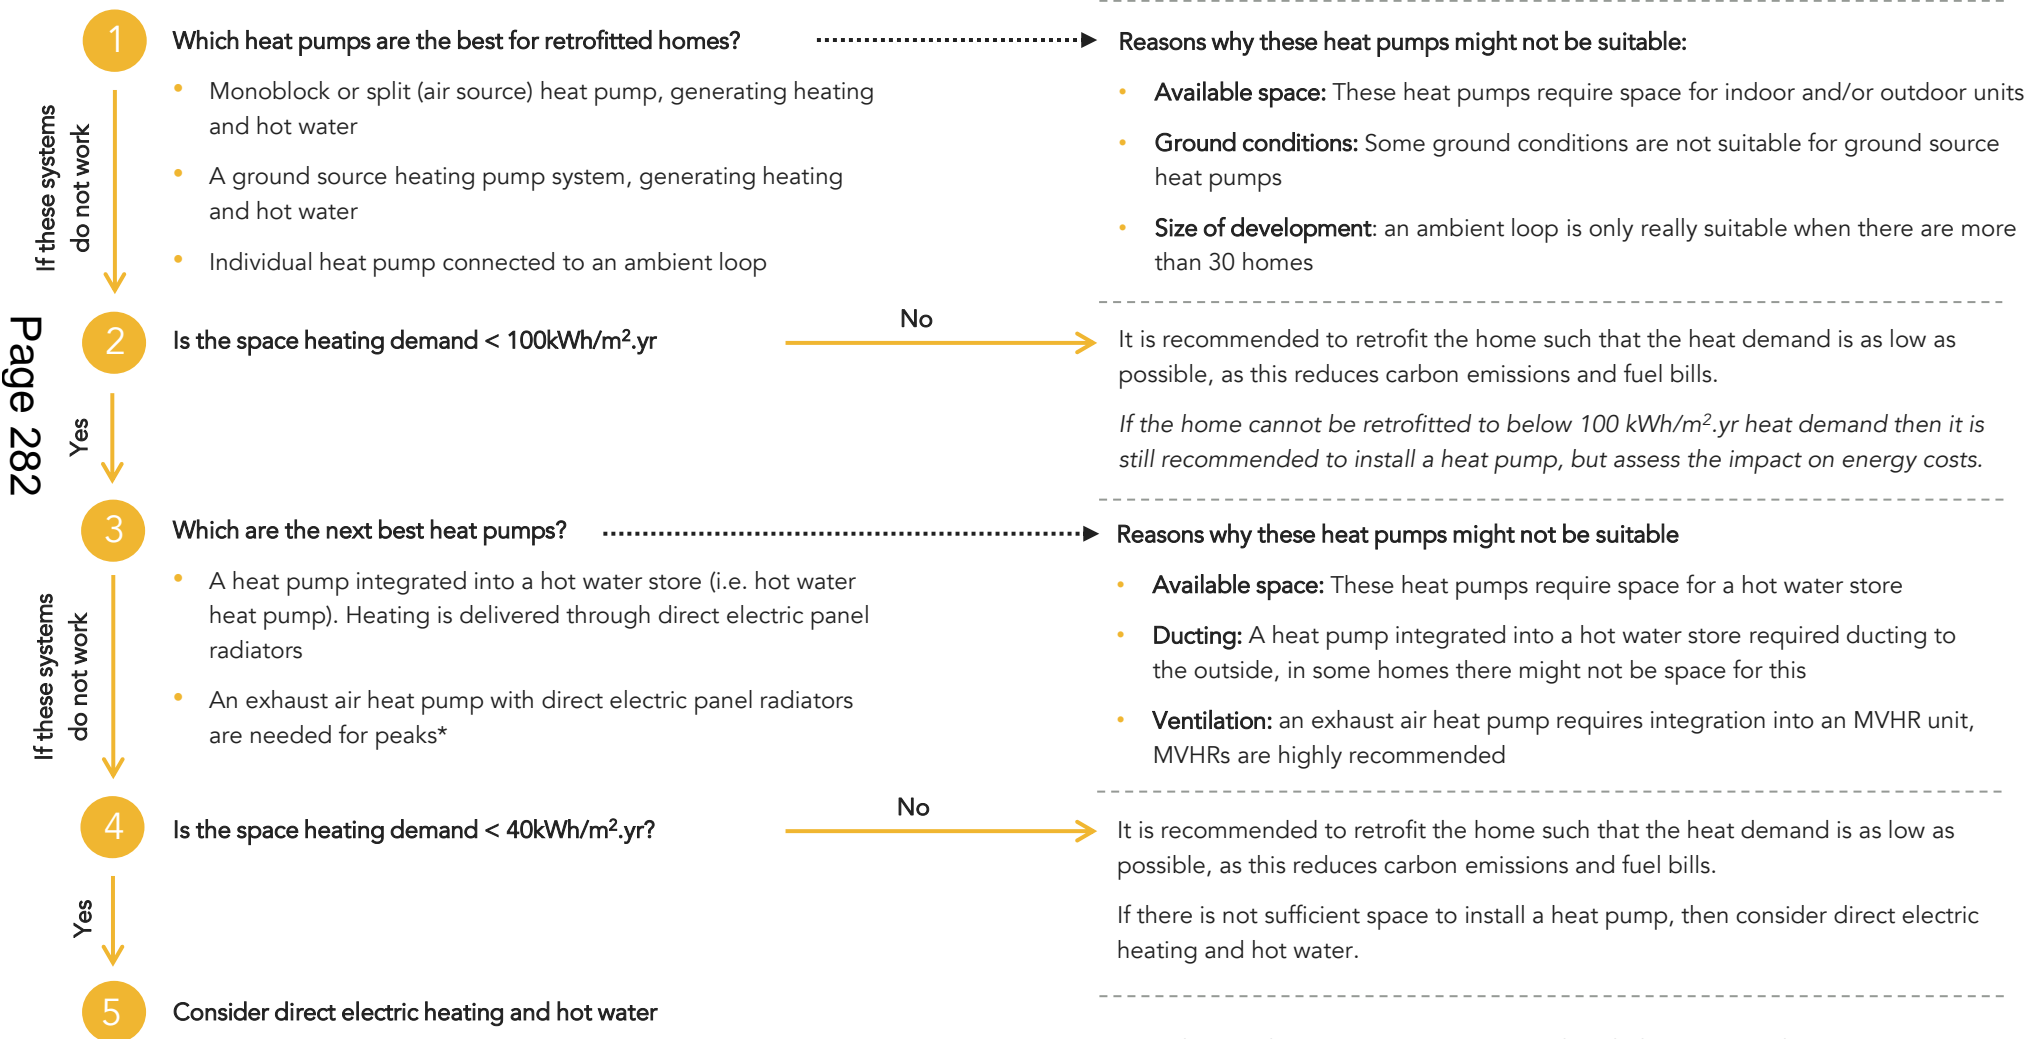 1
Which heat pumps are the best for retrofitted homes?
• Monoblock or split (air source) heat pump, generating heating
and hot water
• A ground source heating pump system, generating heating
and hot water
• Individual heat pump connected to an ambient loop
Reasons why these heat pumps might not be suitable:
• Available space: These heat pumps require space for indoor and/or outdoor units
• Ground conditions: Some ground conditions are not suitable for ground source
heat pumps
• Size of development: an ambient loop is only really suitable when there are more
than 30 homes
If these systems
do not work
2
Is the space heating demand < 100kWh/m².yr
No
It is recommended to retrofit the home such that the heat demand is as low as
possible, as this reduces carbon emissions and fuel bills.
If the home cannot be retrofitted to below 100 kWh/m².yr heat demand then it is
still recommended to install a heat pump, but assess the impact on energy costs.
Page 282
Yes
3
Which are the next best heat pumps?
• A heat pump integrated into a hot water store (i.e. hot water
heat pump). Heating is delivered through direct electric panel
radiators
• An exhaust air heat pump with direct electric panel radiators
are needed for peaks*
Reasons why these heat pumps might not be suitable
• Available space: These heat pumps require space for a hot water store
• Ducting: A heat pump integrated into a hot water store required ducting to
the outside, in some homes there might not be space for this
• Ventilation: an exhaust air heat pump requires integration into an MVHR unit,
MVHRs are highly recommended
If these systems
do not work
4
Is the space heating demand < 40kWh/m².yr?
No
It is recommended to retrofit the home such that the heat demand is as low as
possible, as this reduces carbon emissions and fuel bills.
If there is not sufficient space to install a heat pump, then consider direct electric
heating and hot water.
Yes
5
Consider direct electric heating and hot water